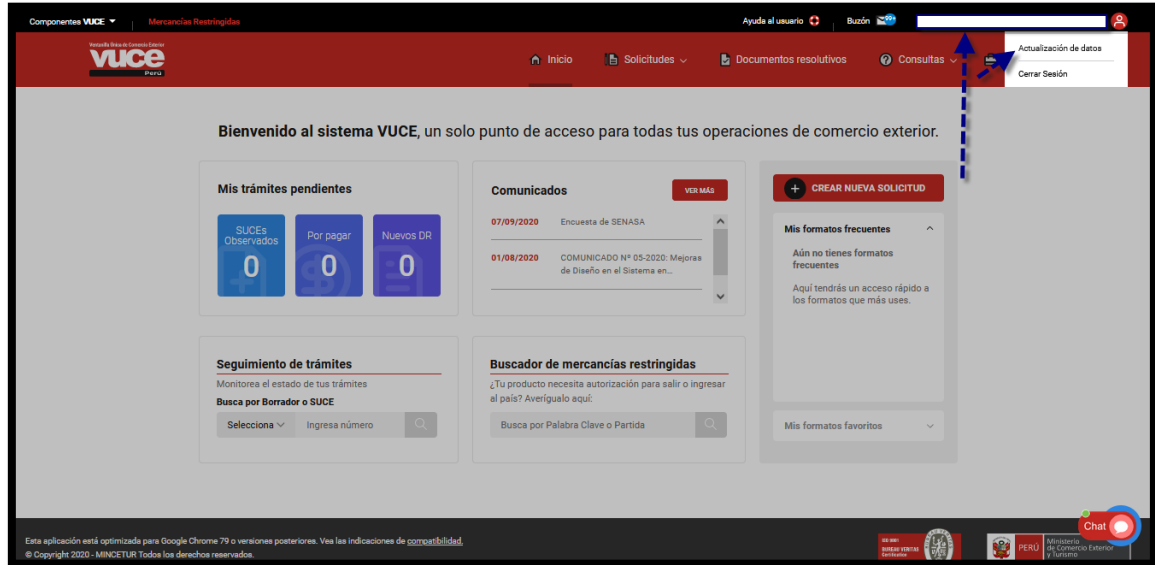 Componentes VUCE
Mercancías Restringidas
Ayuda al usuario
Buzón
99+
Ventanilla Única de Comercio Exterior
vuce
Perú
Inicio
Solicitudes
Documentos resolutivos
Consultas
Actualización de datos
Cerrar Sesión
Bienvenido al sistema VUCE, un solo punto de acceso para todas tus operaciones de comercio exterior.
Mis trámites pendientes
SUCEs
Observados
0
Por pagar
0
Nuevos DR
0
Comunicados
VER MÁS
07/09/2020 Encuesta de SENASA
01/08/2020 COMUNICADO Nº 05-2020: Mejoras
de Diseño en el Sistema en...
CREAR NUEVA SOLICITUD
Mis formatos frecuentes
Aún no tienes formatos
frecuentes
Aquí tendrás un acceso rápido a
los formatos que más uses.
Mis formatos favoritos
Seguimiento de trámites
Monitorea el estado de tus trámites
Busca por Borrador o SUCE
Selecciona
Ingresa número
Buscador de mercancías restringidas
¿Tu producto necesita autorización para salir o ingresar
al país? Averígualo aquí:
Busca por Palabra Clave o Partida
Chat
Esta aplicación está optimizada para Google Chrome 79 o versiones posteriores. Vea las indicaciones de compatibilidad.
© Copyright 2020 - MINCETUR Todos los derechos reservados.
ISO 9001
BUREAU VERITAS
Certification
PERÚ
Ministerio
de Comercio Exterior
y Turismo